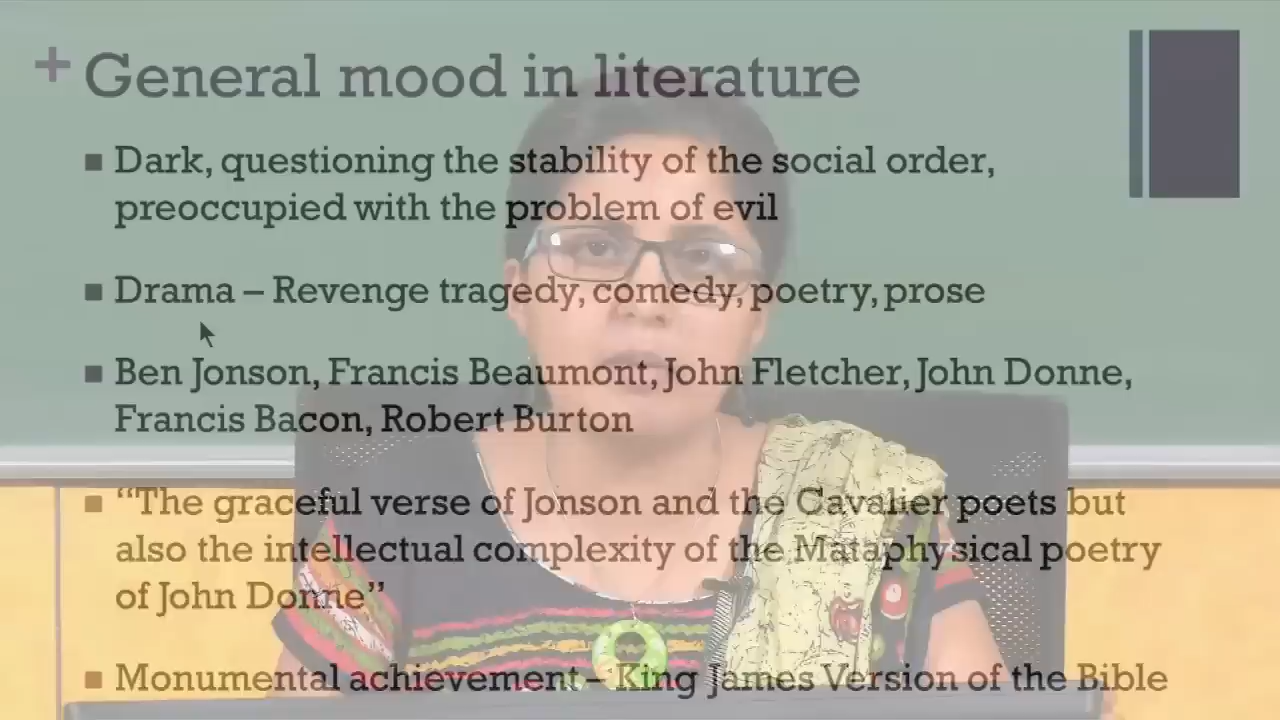 General mood in literature
Dark, questioning the stability of the social order,
preoccupied with the problem of evil
Drama – Revenge tragedy, comedy, poetry, prose
Ben Jonson, Francis Beaumont, John Fletcher, John Donne,
Francis Bacon, Robert Burton
“The graceful verse of Jonson and the Cavalier poets but
also the intellectual complexity of the Mataphysical poetry
of John Donne”
Monumental achievement – King James Version of the Bible